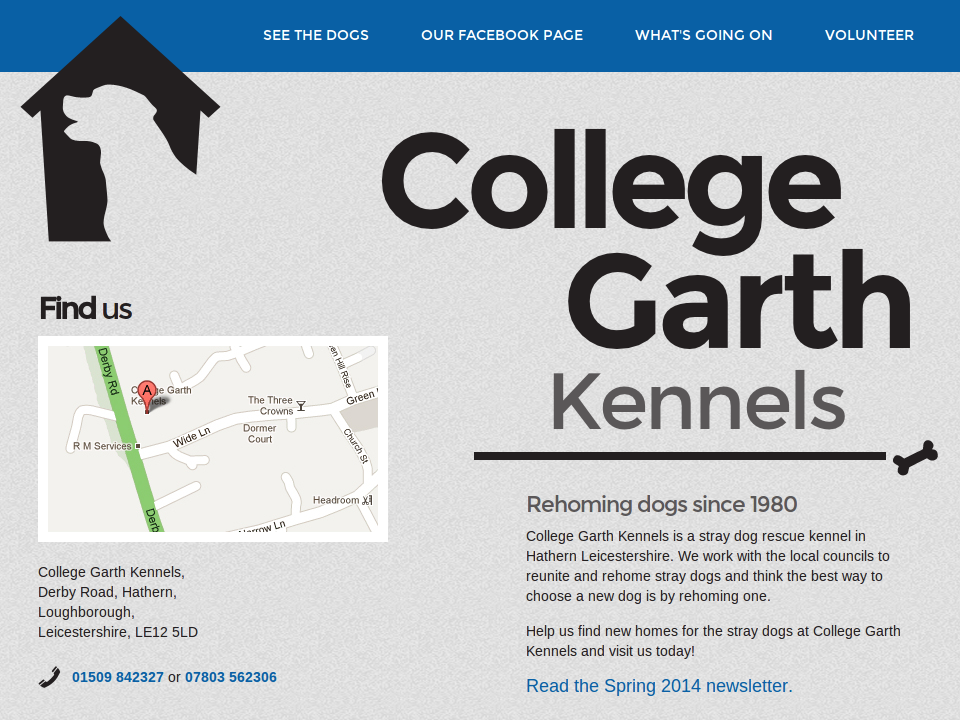 SEE THE DOGS
OUR FACEBOOK PAGE
WHAT'S GOING ON
VOLUNTEER
College
Garth
Kennels
Find us
Derby Rd
A
Garth
The Three
Crowns
Dormer
Court
Green
Hill Rise
Church St
Wide Ln
R M Services
Headroom
College Garth Kennels,
Derby Road, Hathern,
Loughborough,
Leicestershire, LE12 5LD
01509 842327 or 07803 562306
Rehoming dogs since 1980
College Garth Kennels is a stray dog rescue kennel in
Hathern Leicestershire. We work with the local councils to
reunite and rehome stray dogs and think the best way to
choose a new dog is by rehoming one.
Help us find new homes for the stray dogs at College Garth
Kennels and visit us today!
Read the Spring 2014 newsletter.